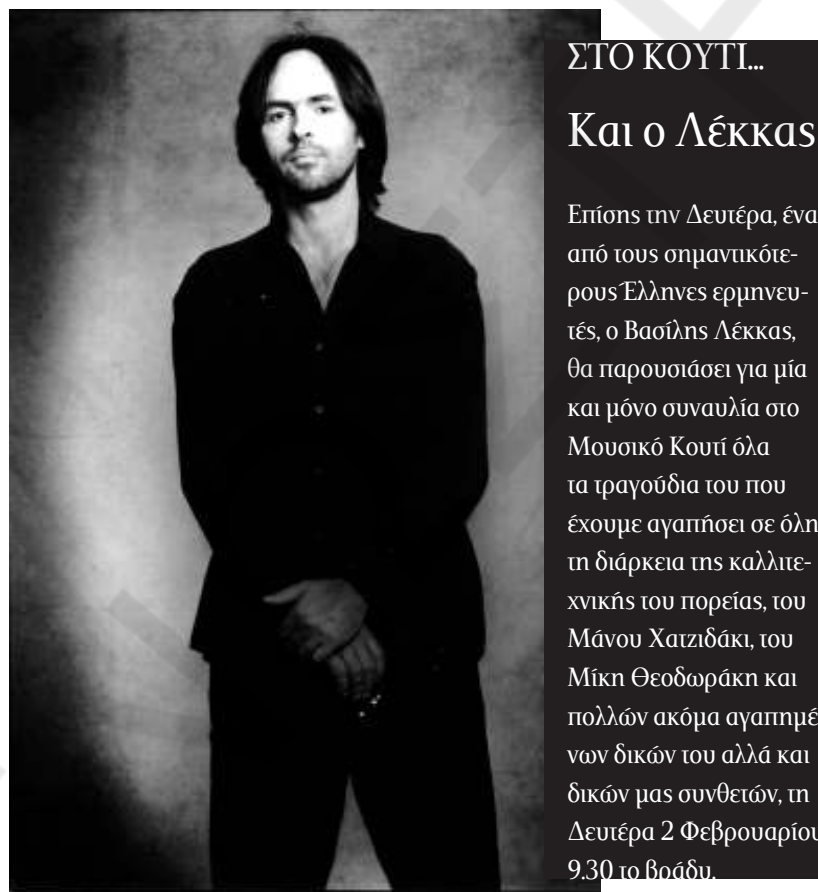 ΣΤΟ ΚΟΥΤΙ...
Και ο Λέκκας
Επίσης την Δευτέρα, ένα
από τους σημαντικότε-
ρους Έλληνες ερμηνευ-
τές, ο Βασίλης Λέκκας,
θα παρουσιάσει για μία
και μόνο συναυλία στο
Μουσικό Κουτί όλα
τα τραγούδια του που
έχουμε αγαπήσει σε όλη
τη διάρκεια της καλλιτε-
χνικής του πορείας, του
Μάνου Χατζιδάκι, του
Μίκη Θεοδωράκη και
πολλών ακόμα αγαπημέ
νων δικών του αλλά και
δικών μας συνθετών, τη
Δευτέρα 2 Φεβρουαρίου
9.30 το βράδυ.